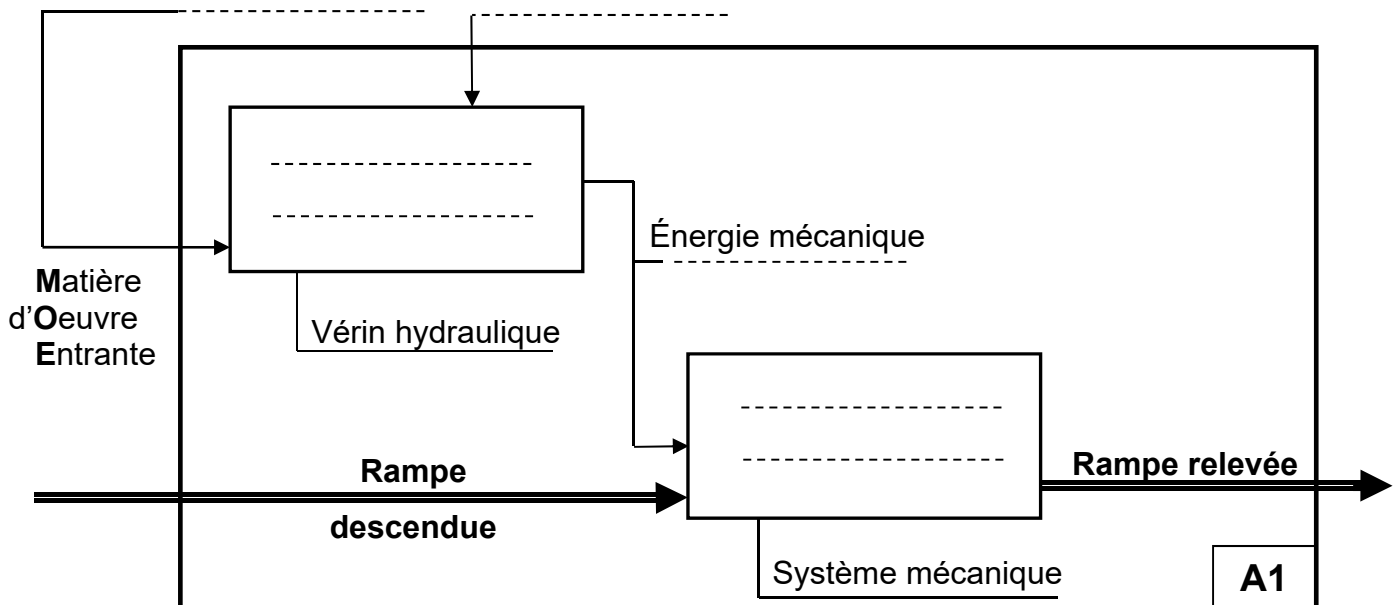 Énergie mécanique
Matière
d'Oeuvre
Entrante
Vérin hydraulique
Rampe
descendue
Rampe relevée
Système mécanique
A1